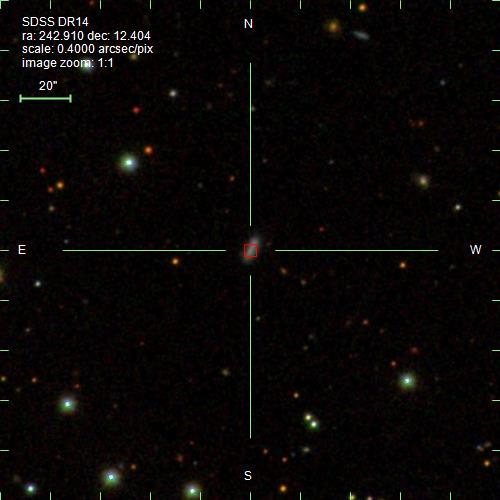 SDSS DR14
ra: 242.910 dec: 12.404
scale: 0.4000 arcsec/pix
image zoom: 1:1
20"
N
E
W
S